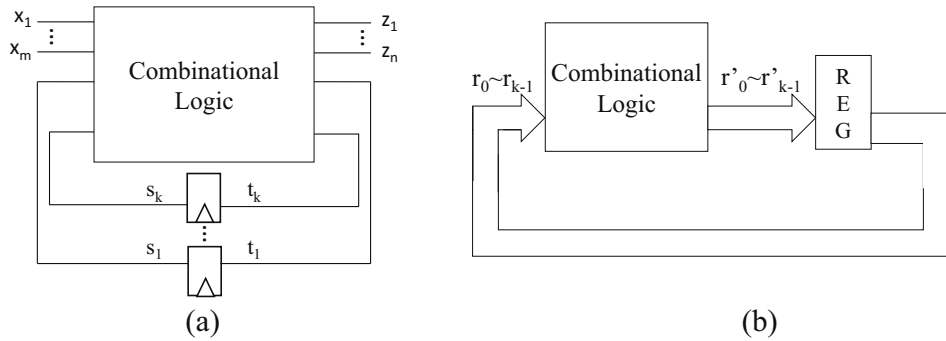 x₁
⋮
xₘ
Combinational
Logic
z₁
⋮
zₙ
sₖ
tₖ
⋮
s₁
t₁
(a)
r₀~rₖ₋₁
Combinational
Logic
r'₀~r'ₖ₋₁
R
E
G
(b)